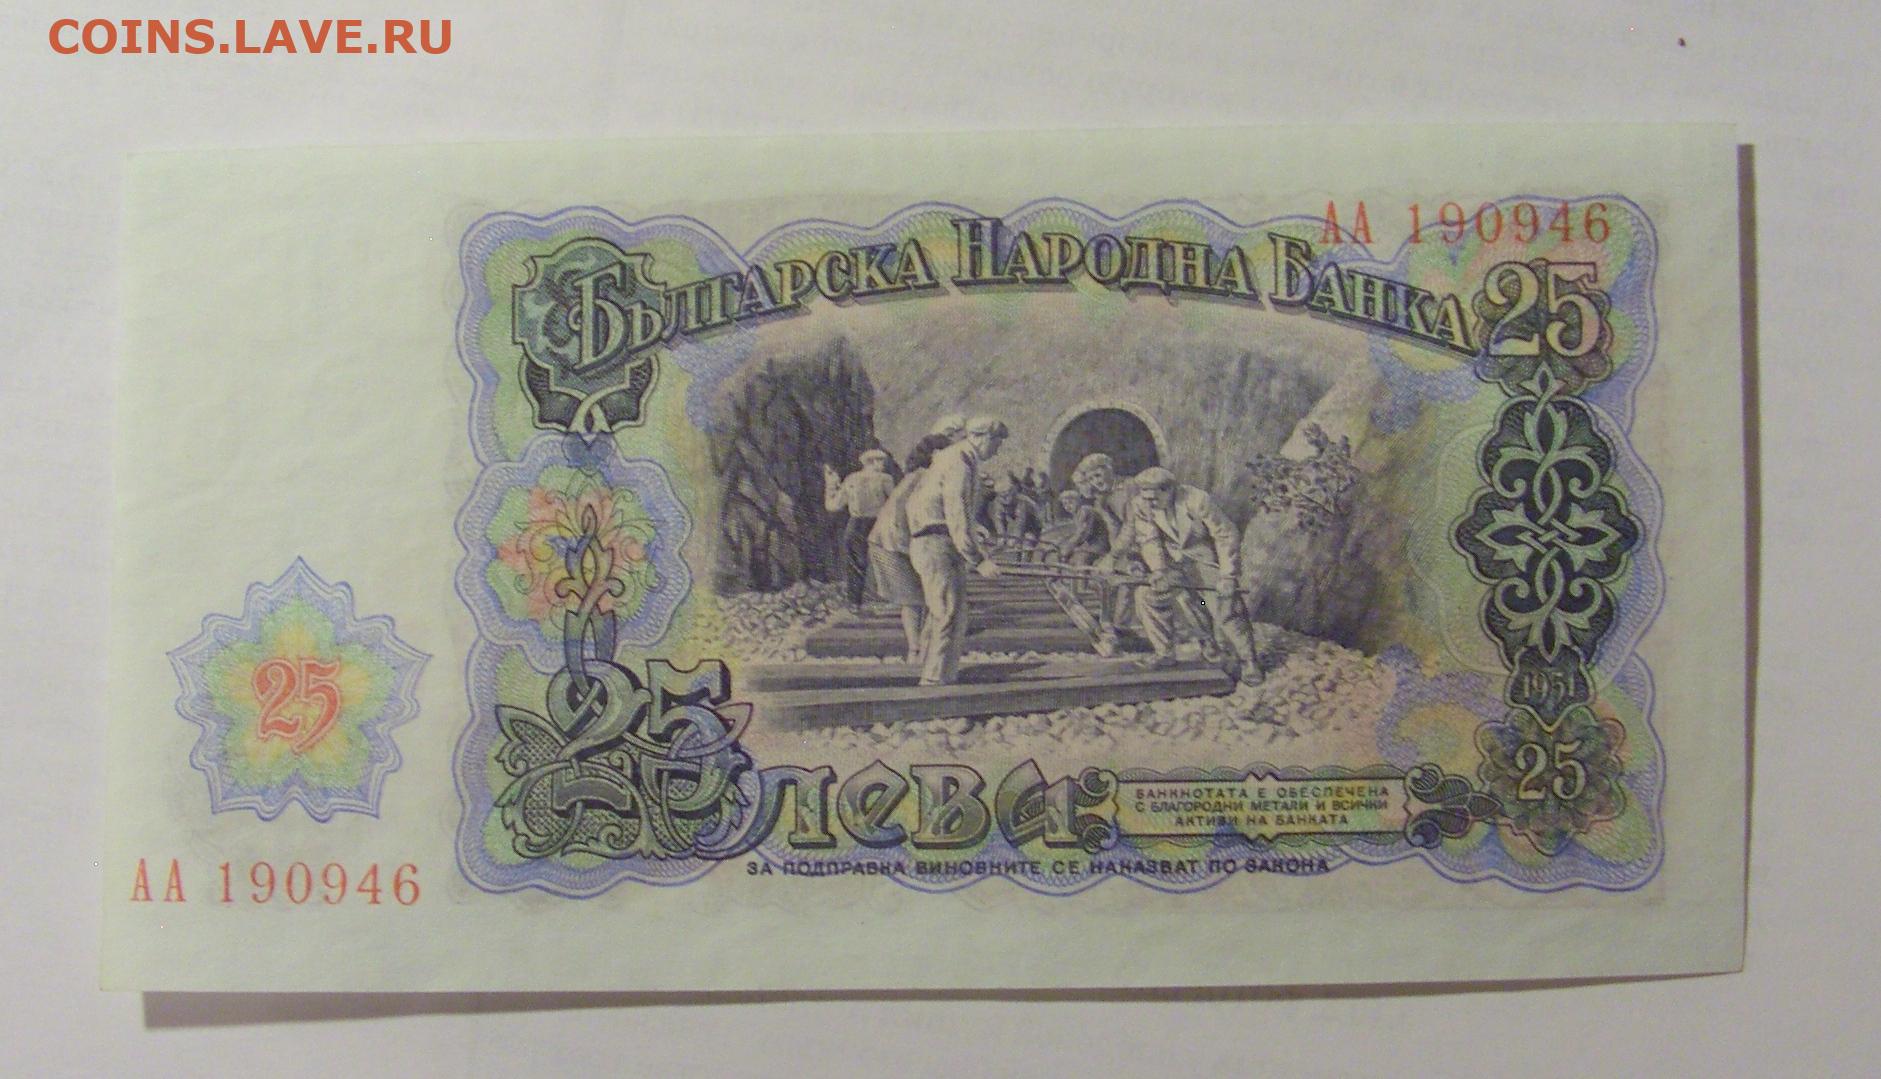 COINS.LAVE.RU
АА 190946
Българска Народна Банка
25
25
1951
25
25 лева
БАНКНОТАТА Е ОБЕСПЕЧЕНА
С БЛАГОРОДНИ МЕТАЛИ И ВСИЧКИ
АКТИВИ НА БАНКАТА
ЗА ПОДПРАВКА ВИНОВНИТЕ СЕ НАКАЗВАТ ПО ЗАКОНА
АА 190946